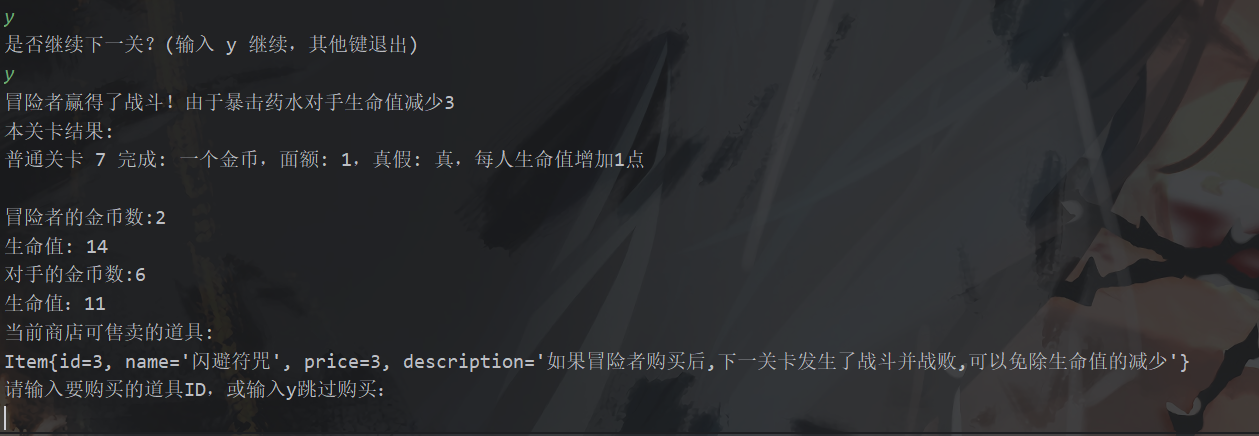 y
是否继续下一关？(输入 y 继续，其他键退出)
y
冒险者赢得了战斗！由于暴击药水对手生命值减少3
本关卡结果:
普通关卡 7 完成: 一个金币，面额: 1，真假: 真，每人生命值增加1点
冒险者的金币数:2
生命值: 14
对手的金币数:6
生命值：11
当前商店可售卖的道具:
Item{id=3, name='闪避符咒', price=3, description='如果冒险者购买后,下一关卡发生了战斗并战败,可以免除生命值的减少'}
请输入要购买的道具ID，或输入y跳过购买：